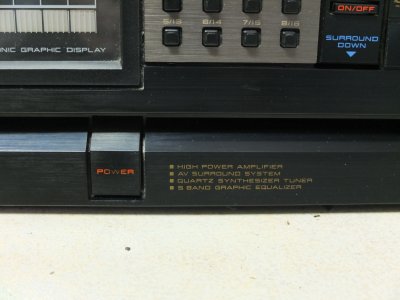 ON/OFF
5/13 6/14 7/15 8/16
SURROUND
DOWN
NIC GRAPHIC DISPLAY
POWER
HIGH POWER AMPLIFIER
AV SURROUND SYSTEM
QUARTZ SYNTHESIZER TUNER
5 BAND GRAPHIC EQUALIZER